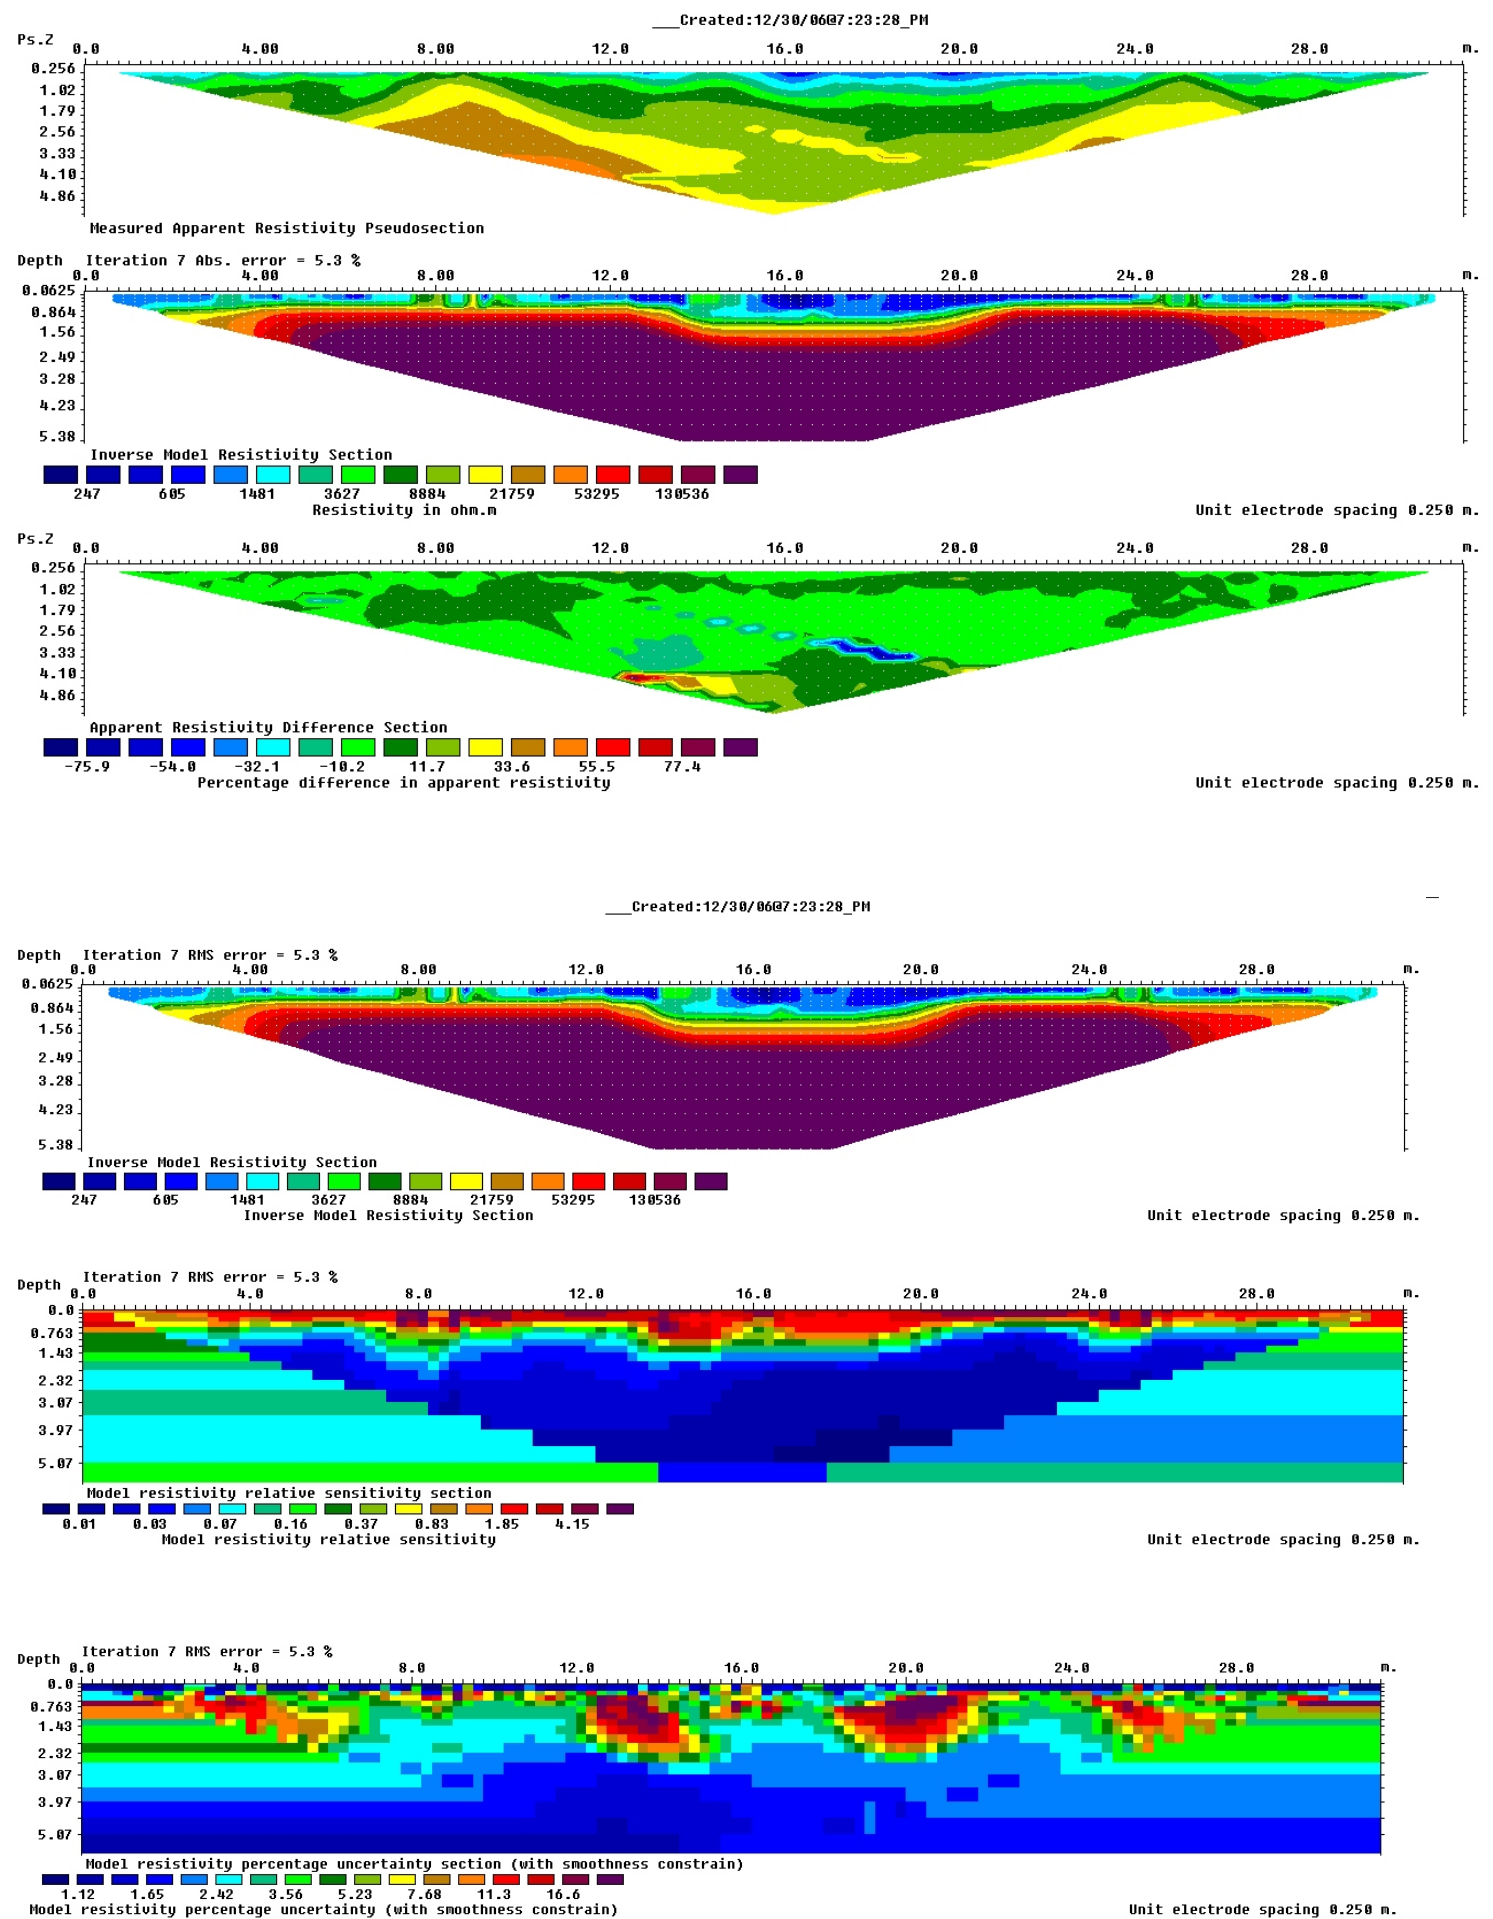 ___Created:12/30/06@7:23:28_PM
Ps.Z 0.0 4.00 8.00 12.0 16.0 20.0 24.0 28.0 m.
0.256
1.02
1.79
2.56
3.33
4.10
4.86
Measured Apparent Resistivity Pseudosection
Depth Iteration 7 Abs. error = 5.3 %
0.0 4.00 8.00 12.0 16.0 20.0 24.0 28.0 m.
0.0625
0.864
1.56
2.49
3.28
4.23
5.38
Inverse Model Resistivity Section
247 605 1481 3627 8884 21759 53295 130536
Resistivity in ohm.m Unit electrode spacing 0.250 m.
Ps.Z 0.0 4.00 8.00 12.0 16.0 20.0 24.0 28.0 m.
0.256
1.02
1.79
2.56
3.33
4.10
4.86
Apparent Resistivity Difference Section
-75.9 -54.0 -32.1 -10.2 11.7 33.6 55.5 77.4
Percentage difference in apparent resistivity Unit electrode spacing 0.250 m.
___Created:12/30/06@7:23:28_PM
Depth Iteration 7 RMS error = 5.3 %
0.0 4.00 8.00 12.0 16.0 20.0 24.0 28.0 m.
0.0625
0.864
1.56
2.49
3.28
4.23
5.38
Inverse Model Resistivity Section
247 605 1481 3627 8884 21759 53295 130536
Inverse Model Resistivity Section Unit electrode spacing 0.250 m.
Depth Iteration 7 RMS error = 5.3 %
0.0 4.0 8.0 12.0 16.0 20.0 24.0 28.0 m.
0.0
0.763
1.43
2.32
3.07
3.97
5.07
Model resistivity relative sensitivity section
0.01 0.03 0.07 0.16 0.37 0.83 1.85 4.15
Model resistivity relative sensitivity Unit electrode spacing 0.250 m.
Depth Iteration 7 RMS error = 5.3 %
0.0 4.0 8.0 12.0 16.0 20.0 24.0 28.0 m.
0.0
0.763
1.43
2.32
3.07
3.97
5.07
Model resistivity percentage uncertainty section (with smoothness constrain)
1.12 1.65 2.42 3.56 5.23 7.68 11.3 16.6
Model resistivity percentage uncertainty (with smoothness constrain) Unit electrode spacing 0.250 m.